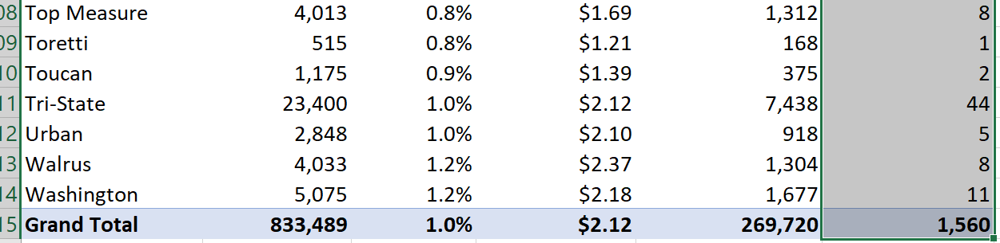 08 Top Measure 4,013 0.8% $1.69 1,312 8
09 Toretti 515 0.8% $1.21 168 1
10 Toucan 1,175 0.9% $1.39 375 2
11 Tri-State 23,400 1.0% $2.12 7,438 44
12 Urban 2,848 1.0% $2.10 918 5
13 Walrus 4,033 1.2% $2.37 1,304 8
14 Washington 5,075 1.2% $2.18 1,677 11
15 Grand Total 833,489 1.0% $2.12 269,720 1,560